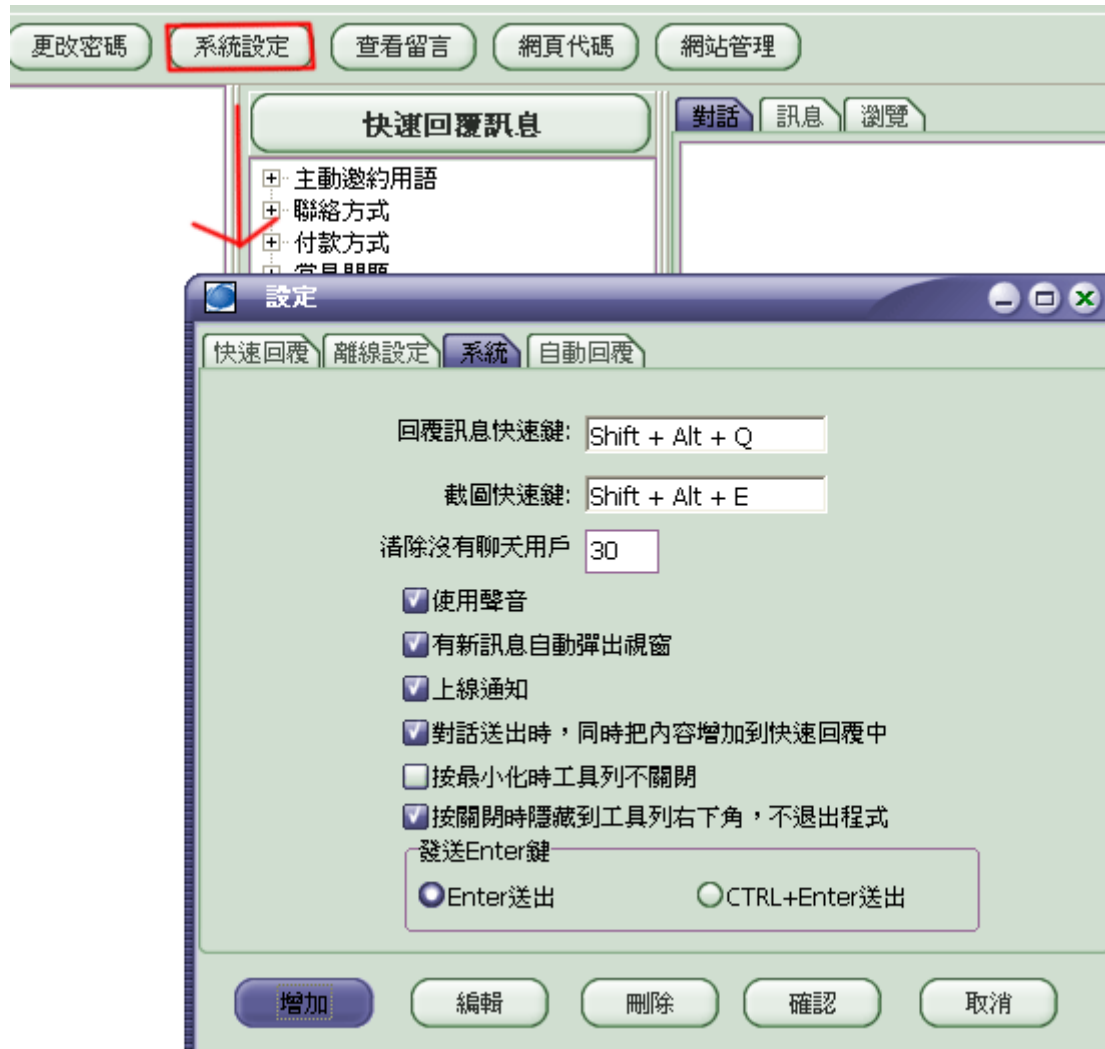 更改密碼 系統設定 查看留言 網頁代碼 網站管理
快速回覆訊息
對話 訊息 瀏覽
主動邀約用語
聯絡方式
付款方式
常見問題
設定
快速回覆 離線設定 系統 自動回覆
回覆訊息快速鍵: Shift + Alt + Q
截圖快速鍵: Shift + Alt + E
清除沒有聊天用戶 30
使用聲音
有新訊息自動彈出視窗
上線通知
對話送出時，同時把內容增加到快速回覆中
按最小化時工具列不關閉
按關閉時隱藏到工具列右下角，不退出程式
發送Enter鍵
Enter送出 CTRL+Enter送出
增加 編輯 刪除 確認 取消